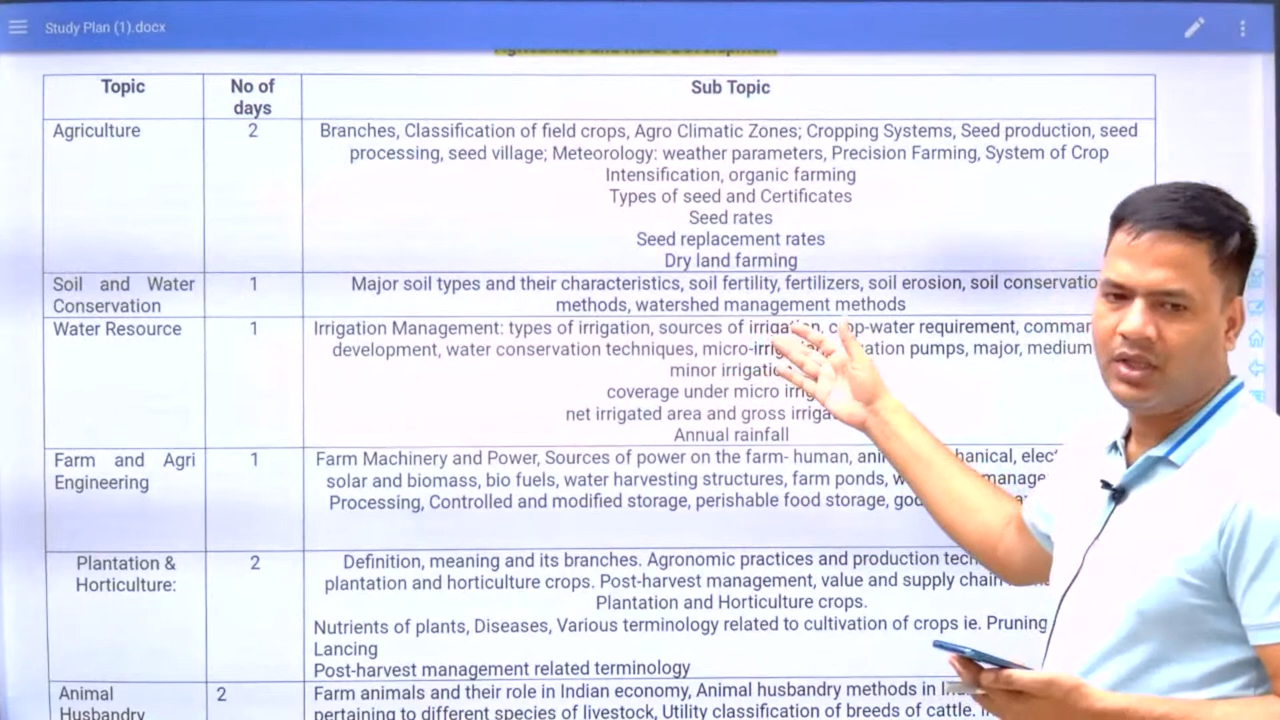 Study Plan (1).docx
Agriculture and Rural Development
Topic
No of
days
Sub Topic
Agriculture
2
Branches, Classification of field crops, Agro Climatic Zones; Cropping Systems, Seed production, seed
processing, seed village; Meteorology: weather parameters, Precision Farming, System of Crop
Intensification, organic farming
Types of seed and Certificates
Seed rates
Seed replacement rates
Dry land farming
Soil and Water
Conservation
1
Major soil types and their characteristics, soil fertility, fertilizers, soil erosion, soil
methods, watershed management methods
Water Resource
1
Irrigation Management: types of irrigation, sources of irrigation, water requirement,
development, water conservation techniques, pumps, major, medium
minor
coverage under micro
net irrigated area and gross
Annual rainfall
Farm and Agri
Engineering
1
Farm Machinery and Power, Sources of power on the farm- human,
solar and biomass, bio fuels, water harvesting structures, farm ponds,
Processing, Controlled and modified storage, perishable food storage,
Plantation &
Horticulture:
2
Definition, meaning and its branches. Agronomic practices and production
plantation and horticulture crops. Post-harvest management, value and supply chain
Plantation and Horticulture crops.
Nutrients of plants, Diseases, Various terminology related to cultivation of crops ie. Pruning
Lancing
Post-harvest management related terminology
Animal
Husbandry
2
Farm animals and their role in Indian economy, Animal husbandry methods in
pertaining to different species of livestock, Utility classification of breeds of cattle.